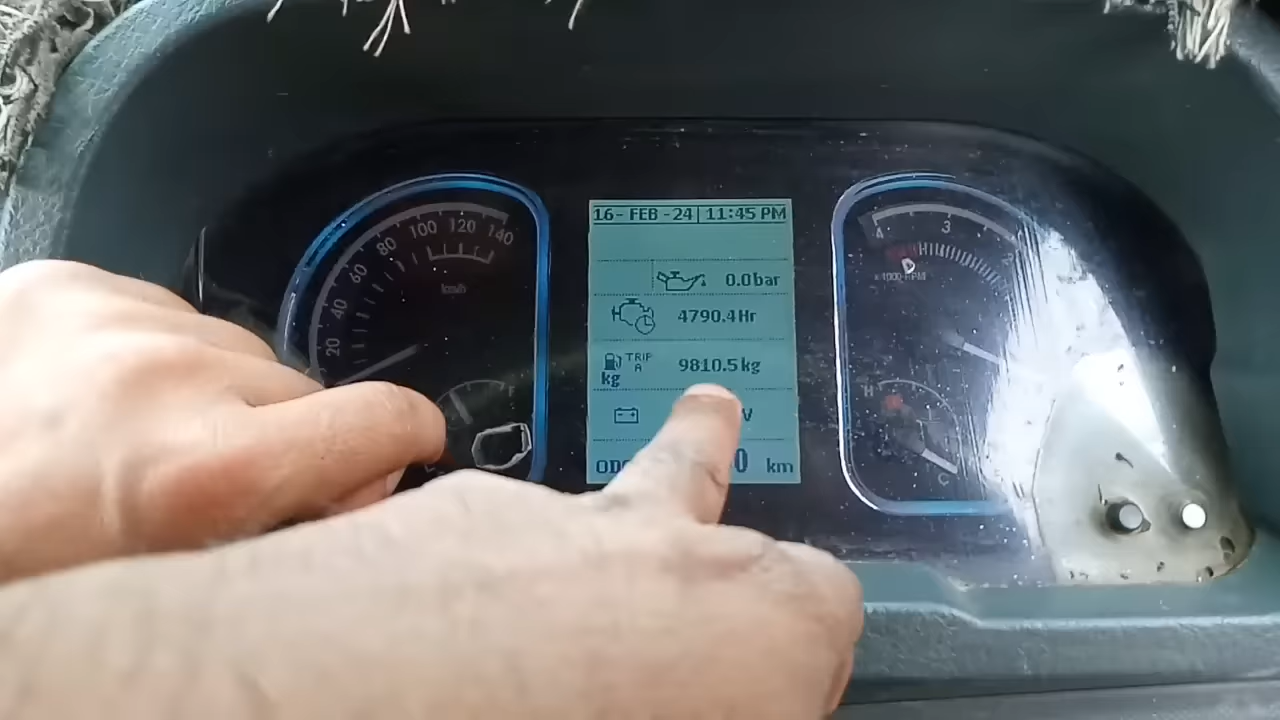 16- FEB -24 | 11:45 PM
0.0bar
4790.4Hr
TRIP
A
9810.5kg
kg
V
km
20
40
60
80
100
120
140
km/h
F
4
3
2
x1000 RPM
H
C